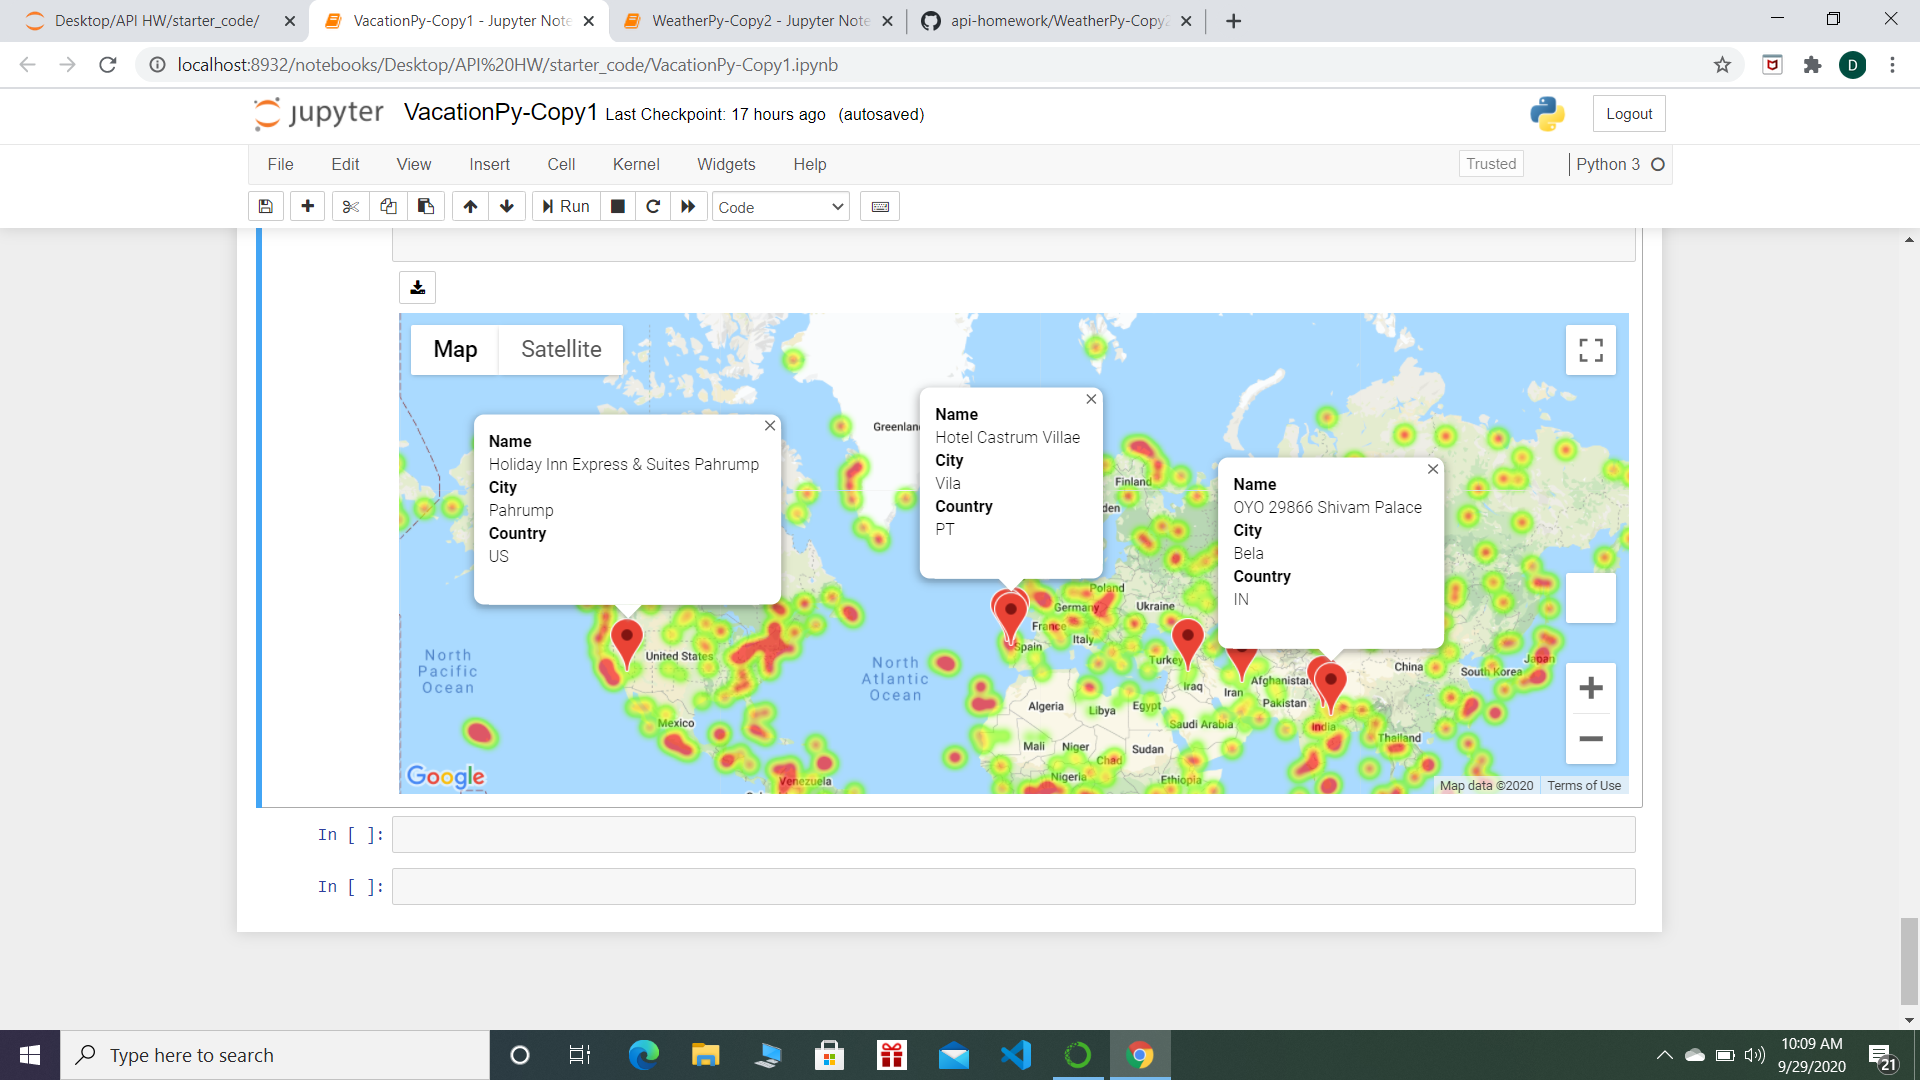 Desktop/API HW/starter_code/
VacationPy-Copy1 - Jupyter Note
WeatherPy-Copy2 - Jupyter Note
api-homework/WeatherPy-Copy2
localhost:8932/notebooks/Desktop/API%20HW/starter_code/VacationPy-Copy1.ipynb
D
jupyter VacationPy-Copy1 Last Checkpoint: 17 hours ago (autosaved)
Logout
File Edit View Insert Cell Kernel Widgets Help
Trusted
Python 3
Run
Code
Map Satellite
Name
Holiday Inn Express & Suites Pahrump
City
Pahrump
Country
US
Name
Hotel Castrum Villae
City
Vila
Country
PT
Name
OYO 29866 Shivam Palace
City
Bela
Country
IN
Greenland
Finland
den
Poland
Germany
Ukraine
France
Italy
Spain
Turkey
Iraq
Iran
Afghanistan
Pakistan
China
South Korea
Japan
India
Thailand
United States
Mexico
Venezuela
North
Pacific
Ocean
North
Atlantic
Ocean
Algeria
Libya
Egypt
Saudi Arabia
Mali
Niger
Chad
Sudan
Nigeria
Ethiopia
Google
Map data ©2020
Terms of Use
In [ ]:
In [ ]:
Type here to search
10:09 AM
9/29/2020
21